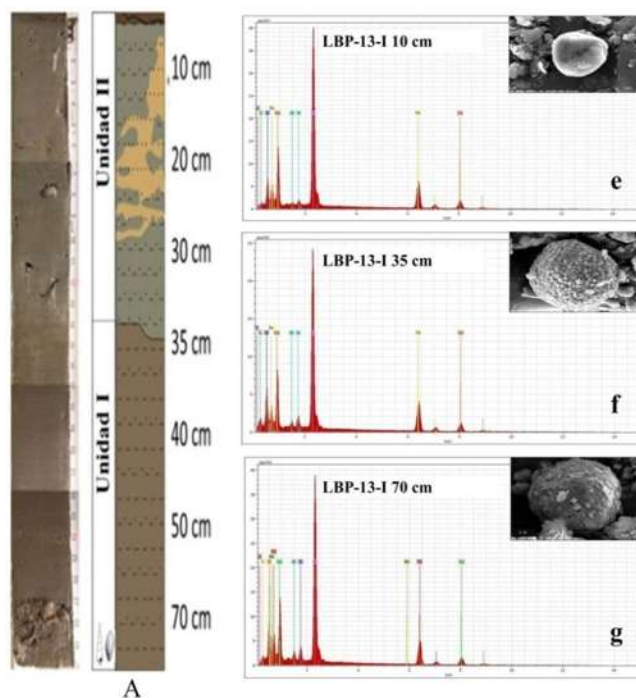 Unidad II
Unidad I
10 cm
20 cm
30 cm
35 cm
40 cm
50 cm
70 cm
A
LBP-13-I 10 cm
e
LBP-13-I 35 cm
f
LBP-13-I 70 cm
g